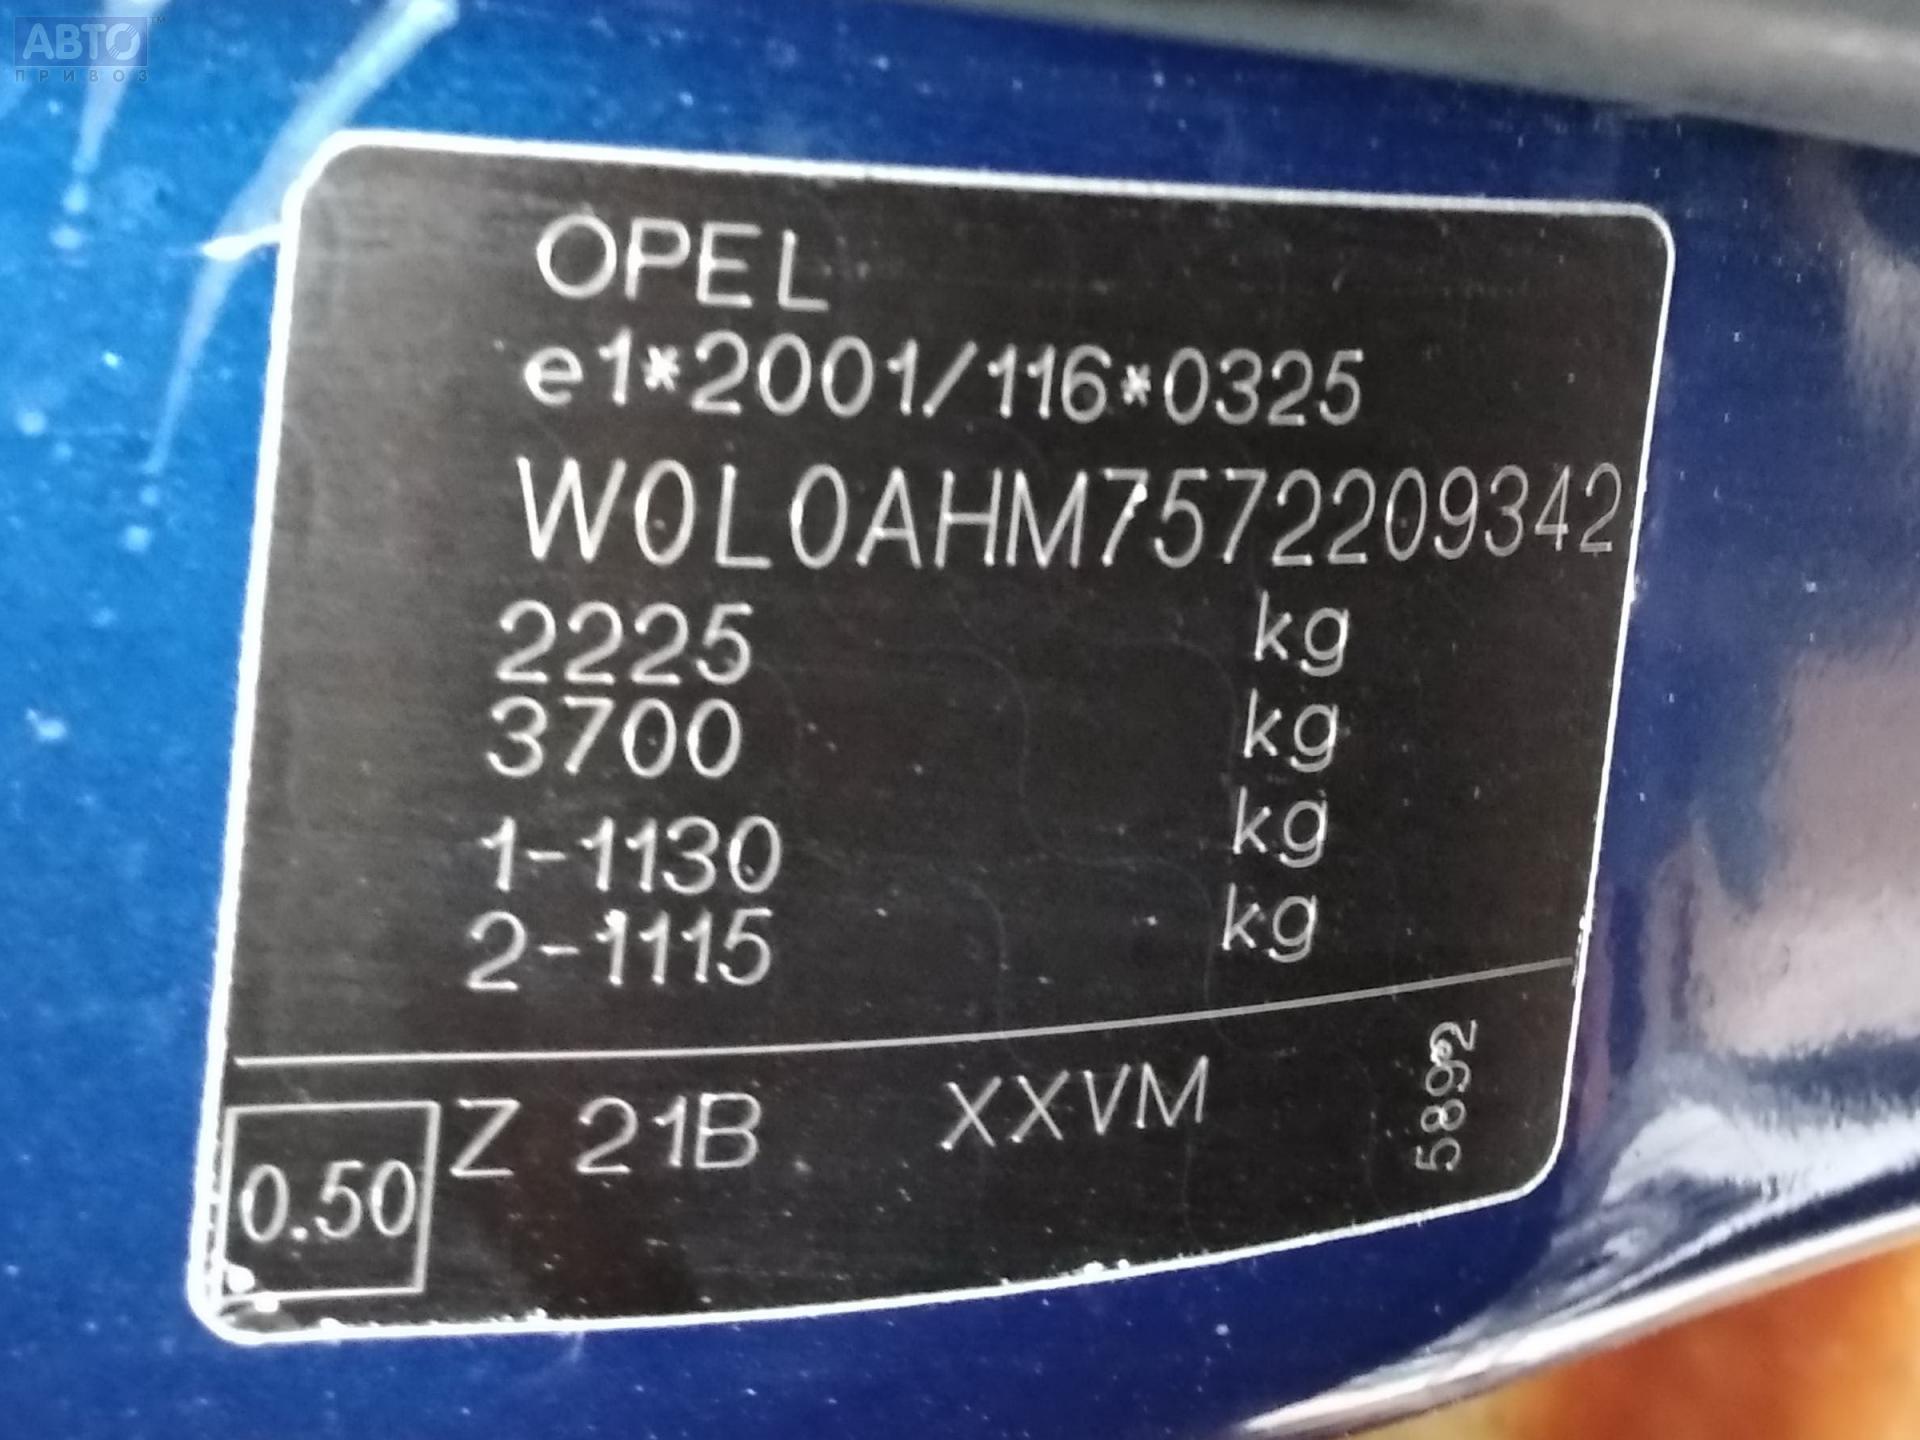 АВТО™
ПРИВОЗ
OPEL
e1*2001/116*0325
W0L0AHM7572209342
2225 kg
3700 kg
1-1130 kg
2-1115 kg
0.50 Z 21B XXVM 5892